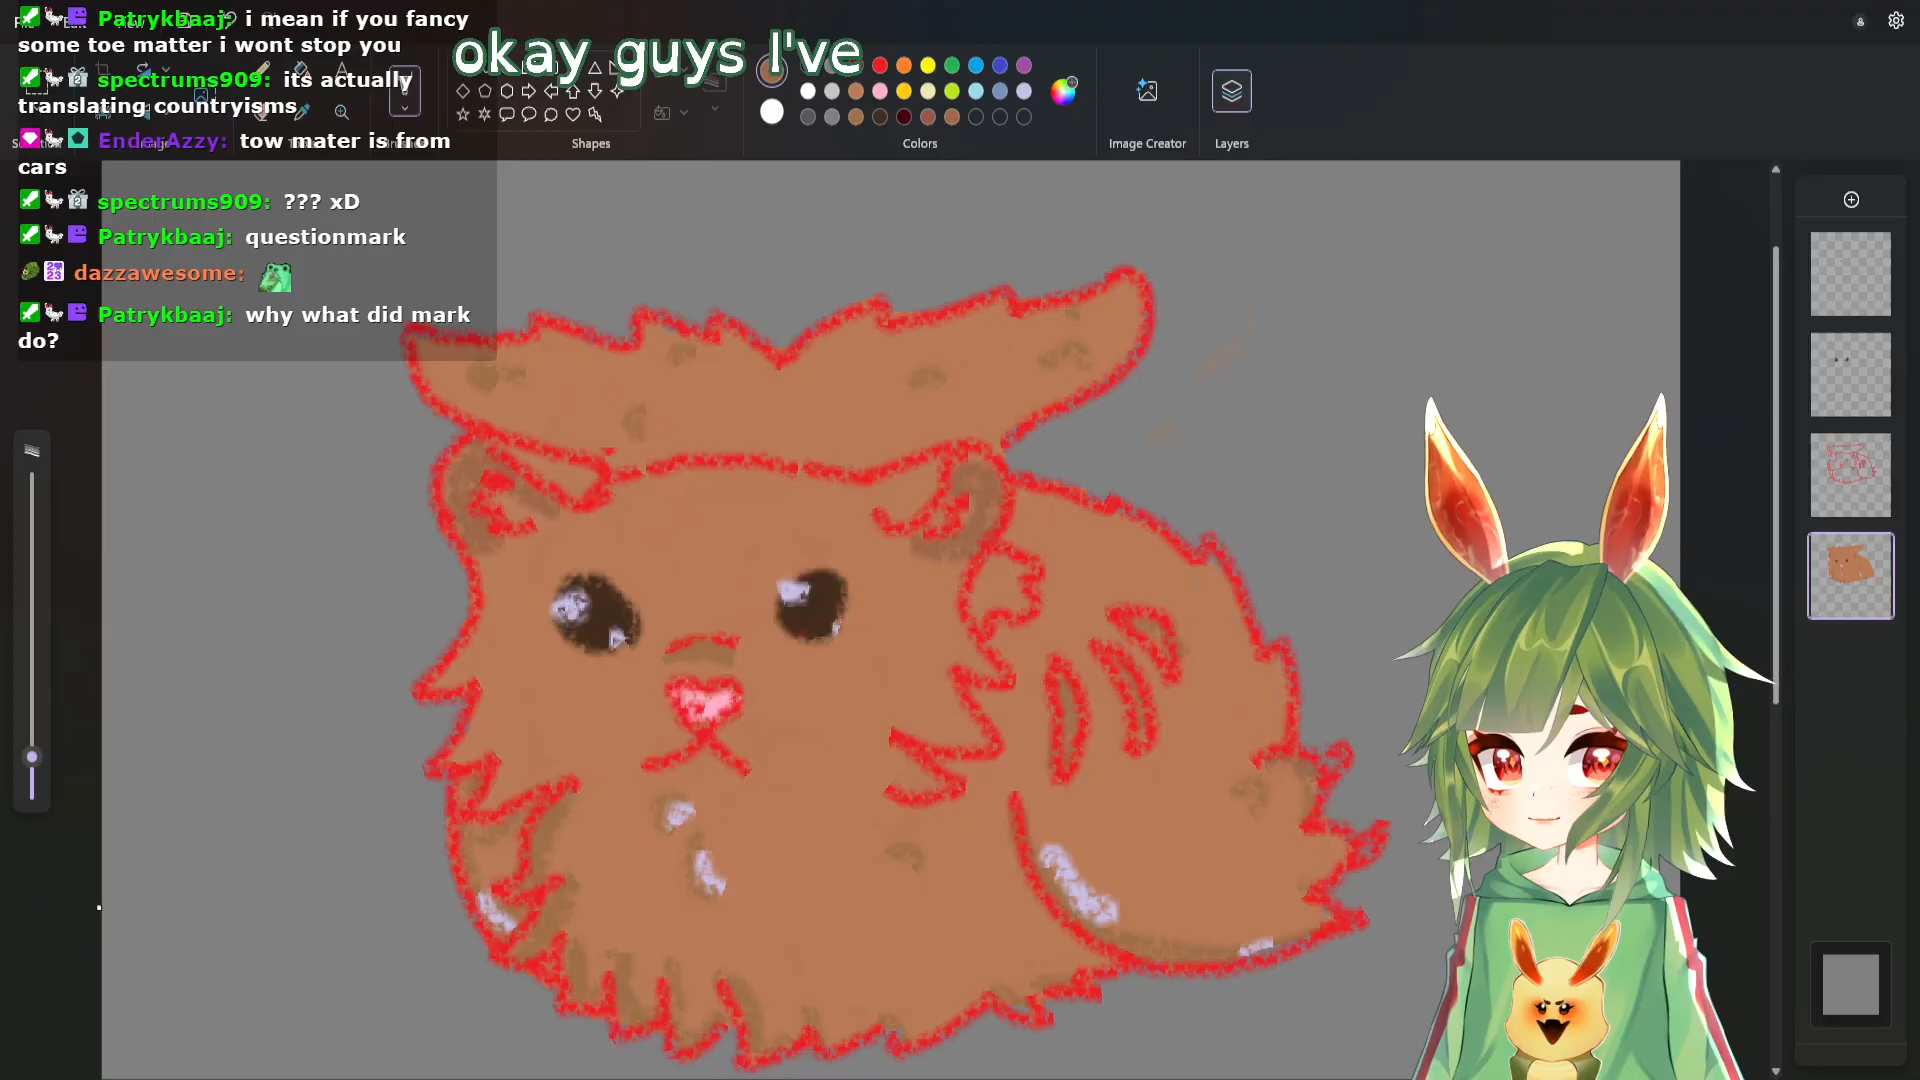 Patrykbaaj: i mean if you fancy
some toe matter i wont stop you
spectrums909: its actually
translating countryisms
EnderAzzy: tow mater is from
cars
spectrums909: ??? xD
Patrykbaaj: questionmark
dazzawesome:
Patrykbaaj: why what did mark
do?
okay guys I've
Shapes
Colors
Image Creator
Layers